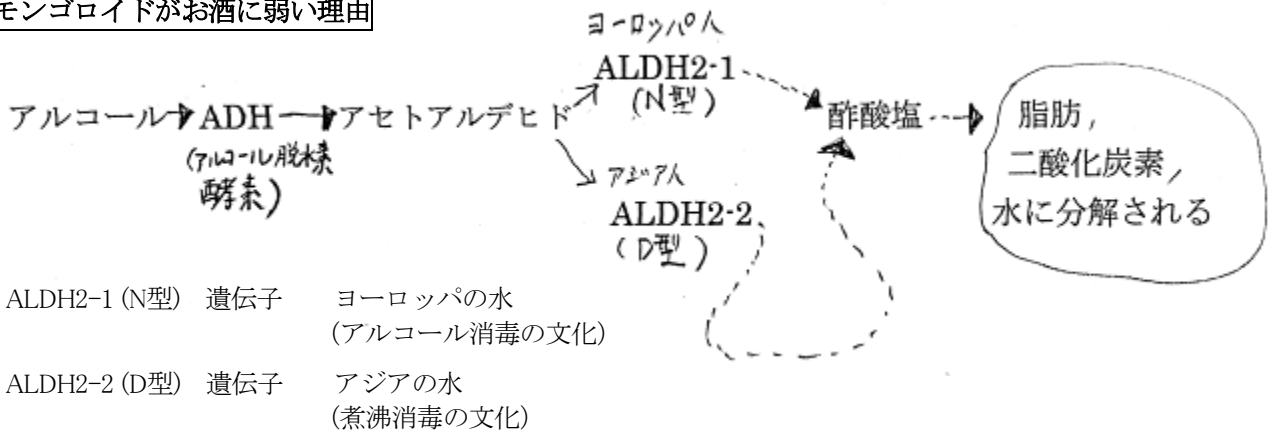 モンゴロイドがお酒に弱い理由
ヨーロッパ人
ALDH2-1
(N型)
アルコール ADH アセトアルデヒド
(アルコール脱水素
酵素)
アジア人
ALDH2-2
(D型)
酢酸塩
脂肪,
二酸化炭素,
水に分解される
ALDH2-1 (N型) 遺伝子 ヨーロッパの水
(アルコール消毒の文化)
ALDH2-2 (D型) 遺伝子 アジアの水
(煮沸消毒の文化)